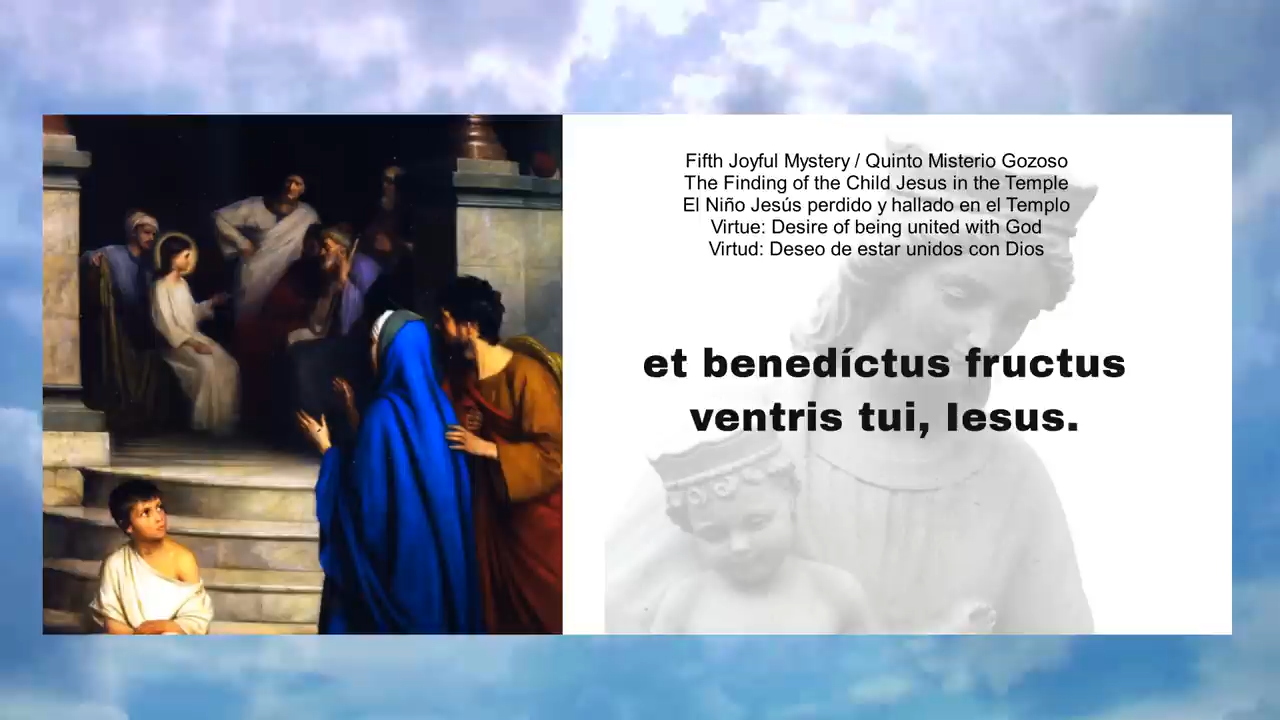 Fifth Joyful Mystery / Quinto Misterio Gozoso
The Finding of the Child Jesus in the Temple
El Niño Jesús perdido y hallado en el Templo
Virtue: Desire of being united with God
Virtud: Deseo de estar unidos con Dios
et benedíctus fructus
ventris tui, Iesus.